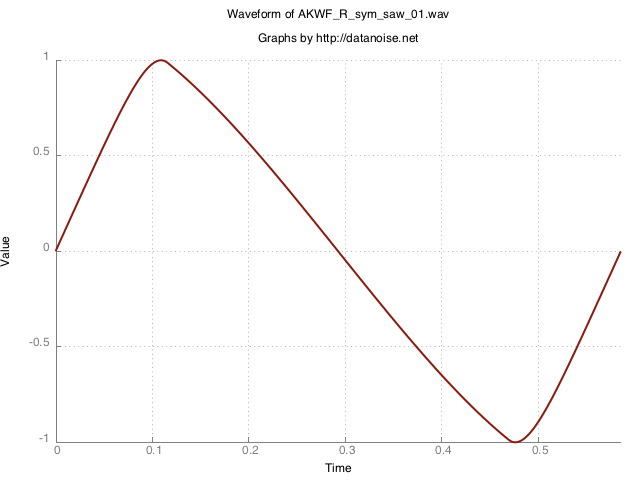 Waveform of AKWF_R_sym_saw_01.wav
Graphs by http://datanoise.net
1
0.5
0
-0.5
-1
Value
0 0.1 0.2 0.3 0.4 0.5
Time